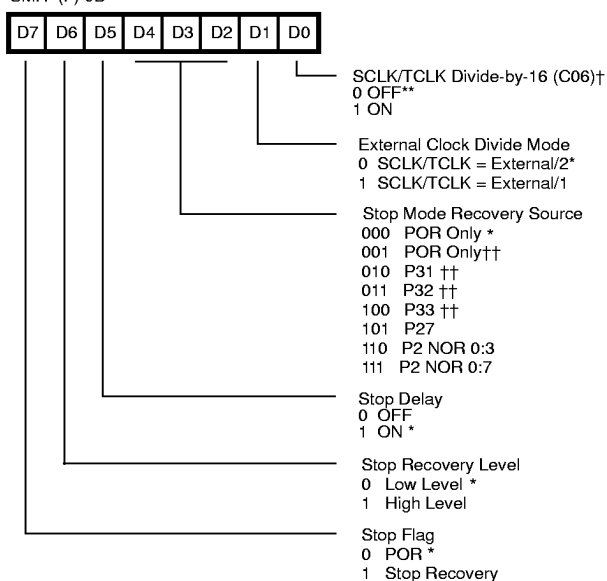 D7 D6 D5 D4 D3 D2 D1 D0
SCLK/TCLK Divide-by-16 (C06)†
0 OFF**
1 ON
External Clock Divide Mode
0 SCLK/TCLK = External/2*
1 SCLK/TCLK = External/1
Stop Mode Recovery Source
000 POR Only *
001 POR Only††
010 P31 ††
011 P32 ††
100 P33 ††
101 P27
110 P2 NOR 0:3
111 P2 NOR 0:7
Stop Delay
0 OFF
1 ON *
Stop Recovery Level
0 Low Level *
1 High Level
Stop Flag
0 POR *
1 Stop Recovery